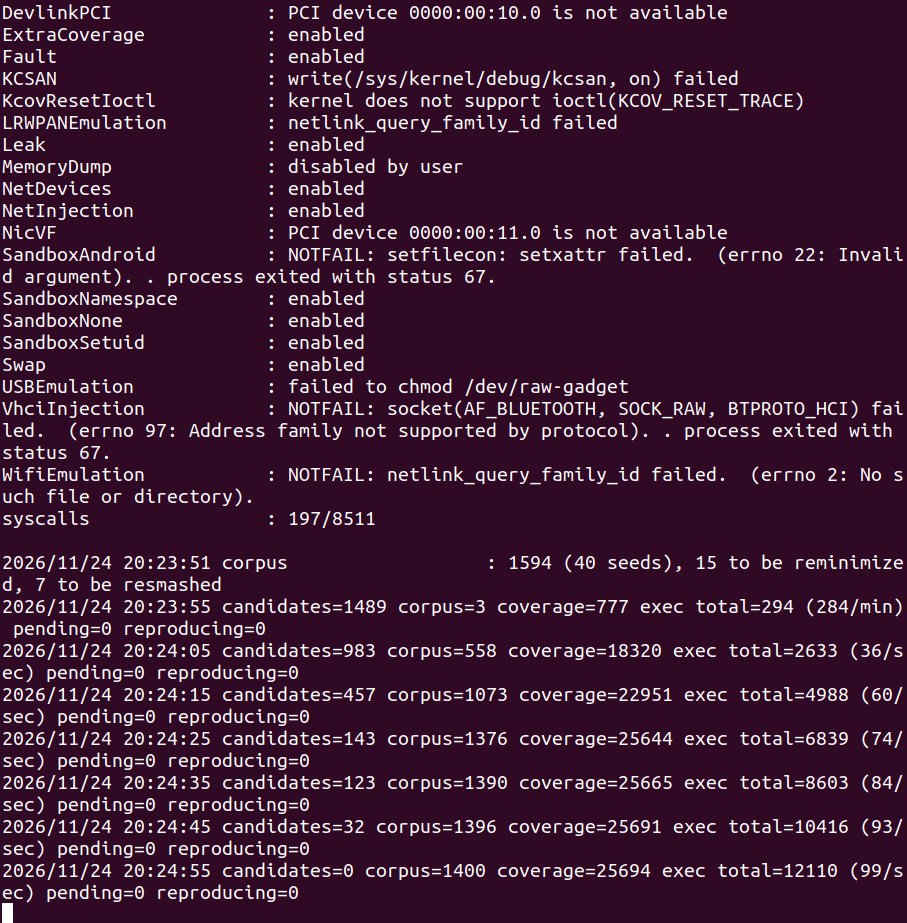 DevlinkPCI              : PCI device 0000:00:10.0 is not available
ExtraCoverage           : enabled
Fault                   : enabled
KCSAN                   : write(/sys/kernel/debug/kcsan, on) failed
KcovResetIoctl          : kernel does not support ioctl(KCOV_RESET_TRACE)
LRWPANEmulation         : netlink_query_family_id failed
Leak                    : enabled
MemoryDump              : disabled by user
NetDevices              : enabled
NetInjection            : enabled
NicVF                   : PCI device 0000:00:11.0 is not available
SandboxAndroid          : NOTFAIL: setfilecon: setxattr failed.  (errno 22: Invali
d argument). . process exited with status 67.
SandboxNamespace        : enabled
SandboxNone             : enabled
SandboxSetuid           : enabled
Swap                    : enabled
USBEmulation            : failed to chmod /dev/raw-gadget
VhciInjection           : NOTFAIL: socket(AF_BLUETOOTH, SOCK_RAW, BTPROTO_HCI) fai
led.  (errno 97: Address family not supported by protocol). . process exited with
status 67.
WifiEmulation           : NOTFAIL: netlink_query_family_id failed.  (errno 2: No s
uch file or directory).
syscalls                : 197/8511

2026/11/24 20:23:51 corpus                  : 1594 (40 seeds), 15 to be reminimize
d, 7 to be resmashed
2026/11/24 20:23:55 candidates=1489 corpus=3 coverage=777 exec total=294 (284/min)
 pending=0 reproducing=0
2026/11/24 20:24:05 candidates=983 corpus=558 coverage=18320 exec total=2633 (36/s
ec) pending=0 reproducing=0
2026/11/24 20:24:15 candidates=457 corpus=1073 coverage=22951 exec total=4988 (60/
sec) pending=0 reproducing=0
2026/11/24 20:24:25 candidates=143 corpus=1376 coverage=25644 exec total=6839 (74/
sec) pending=0 reproducing=0
2026/11/24 20:24:35 candidates=123 corpus=1390 coverage=25665 exec total=8603 (84/
sec) pending=0 reproducing=0
2026/11/24 20:24:45 candidates=32 corpus=1396 coverage=25691 exec total=10416 (93/
sec) pending=0 reproducing=0
2026/11/24 20:24:55 candidates=0 corpus=1400 coverage=25694 exec total=12110 (99/s
ec) pending=0 reproducing=0